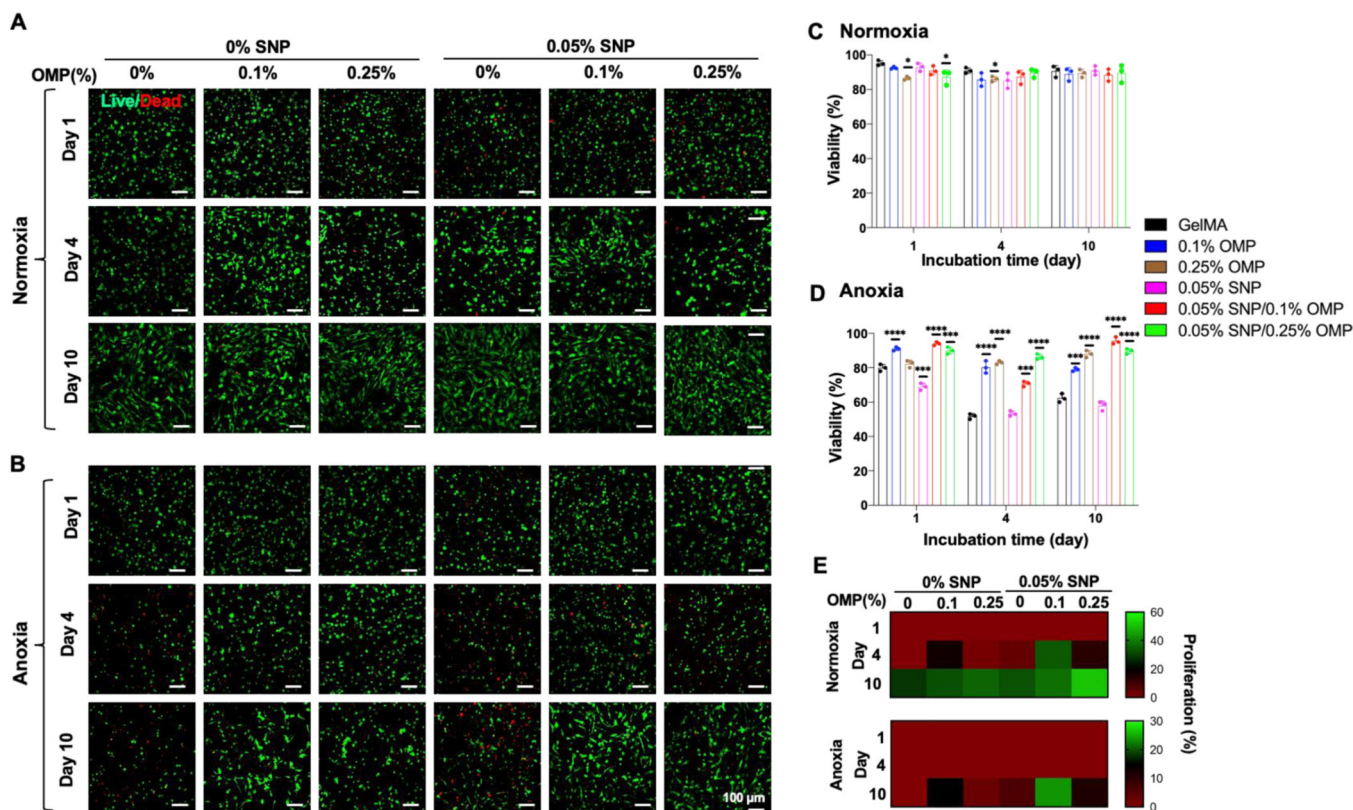 A
0% SNP
0.05% SNP
OMP(%)
0%
0.1%
0.25%
0%
0.1%
0.25%
Live/Dead
Normoxia
Day 1
Day 4
Day 10
B
Anoxia
Day 1
Day 4
Day 10
100 µm
C Normoxia
Viability (%)
100
80
60
40
20
0
* * *
1 4 10
Incubation time (day)
GelMA
0.1% OMP
0.25% OMP
0.05% SNP
0.05% SNP/0.1% OMP
0.05% SNP/0.25% OMP
D Anoxia
Viability (%)
100
80
60
40
20
0
**** *** **** *** **** **** *** **** *** **** **** ****
1 4 10
Incubation time (day)
E
0% SNP 0.05% SNP
OMP(%) 0 0.1 0.25 0 0.1 0.25
Normoxia
Day
1
4
10
60
40
20
0
Anoxia
Day
1
4
10
30
20
10
0
Proliferation (%)